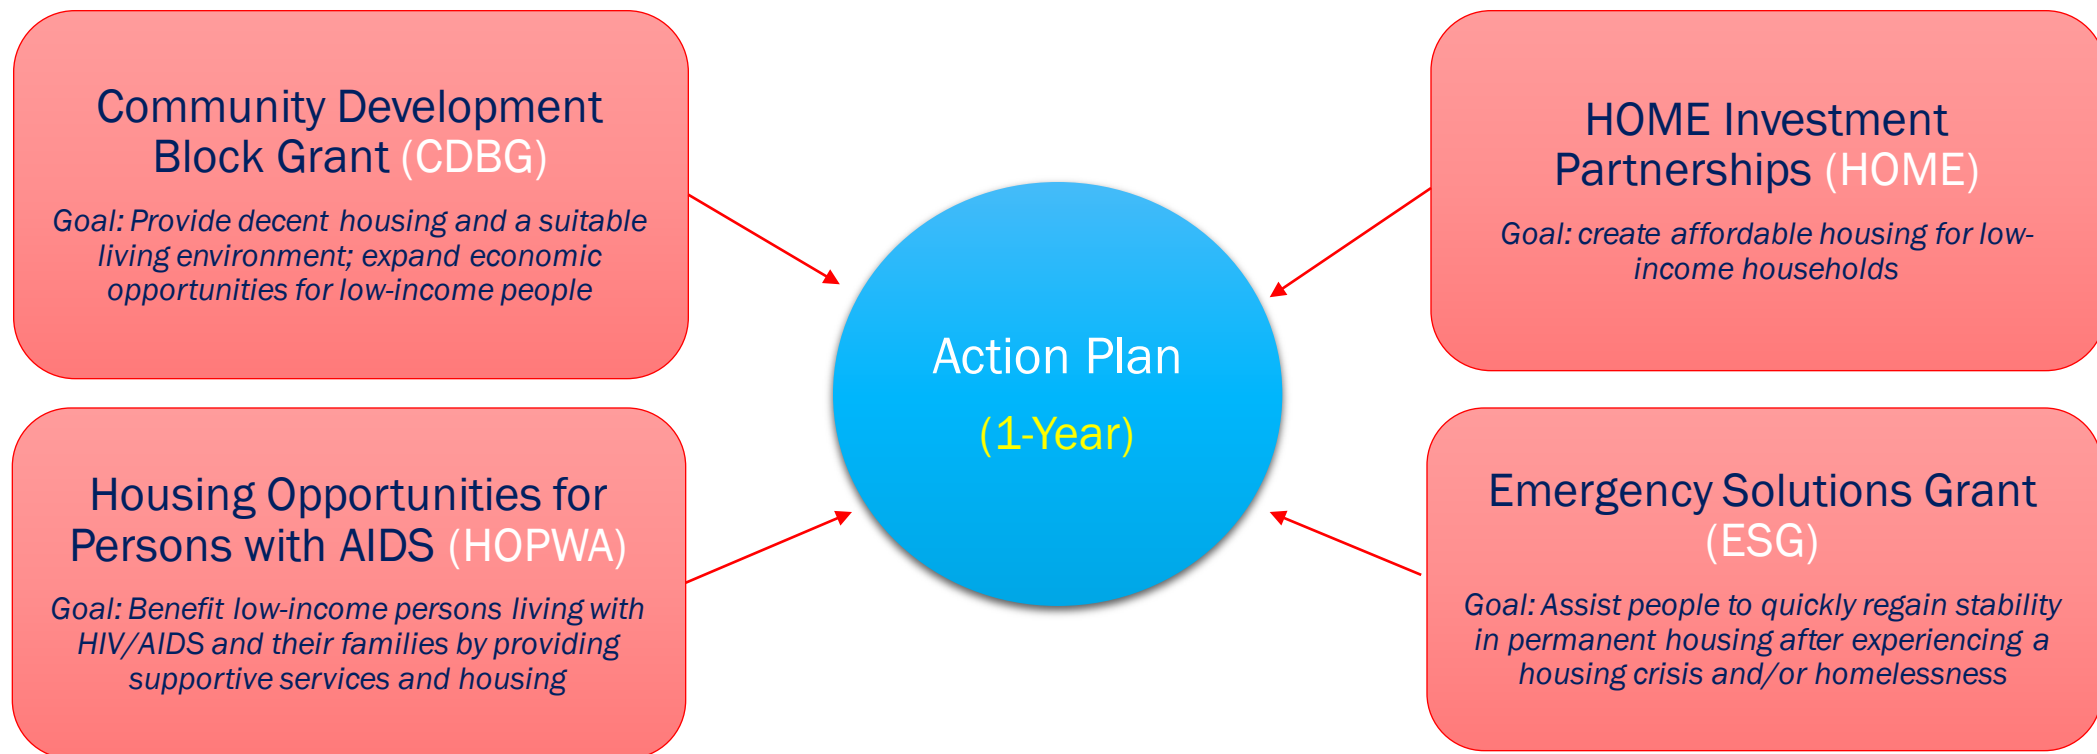 Community Development
Block Grant (CDBG)
Goal: Provide decent housing and a suitable
living environment; expand economic
opportunities for low-income people
HOME Investment
Partnerships (HOME)
Goal: create affordable housing for low-
income households
Action Plan
(1-Year)
Housing Opportunities for
Persons with AIDS (HOPWA)
Goal: Benefit low-income persons living with
HIV/AIDS and their families by providing
supportive services and housing
Emergency Solutions Grant
(ESG)
Goal: Assist people to quickly regain stability
in permanent housing after experiencing a
housing crisis and/or homelessness